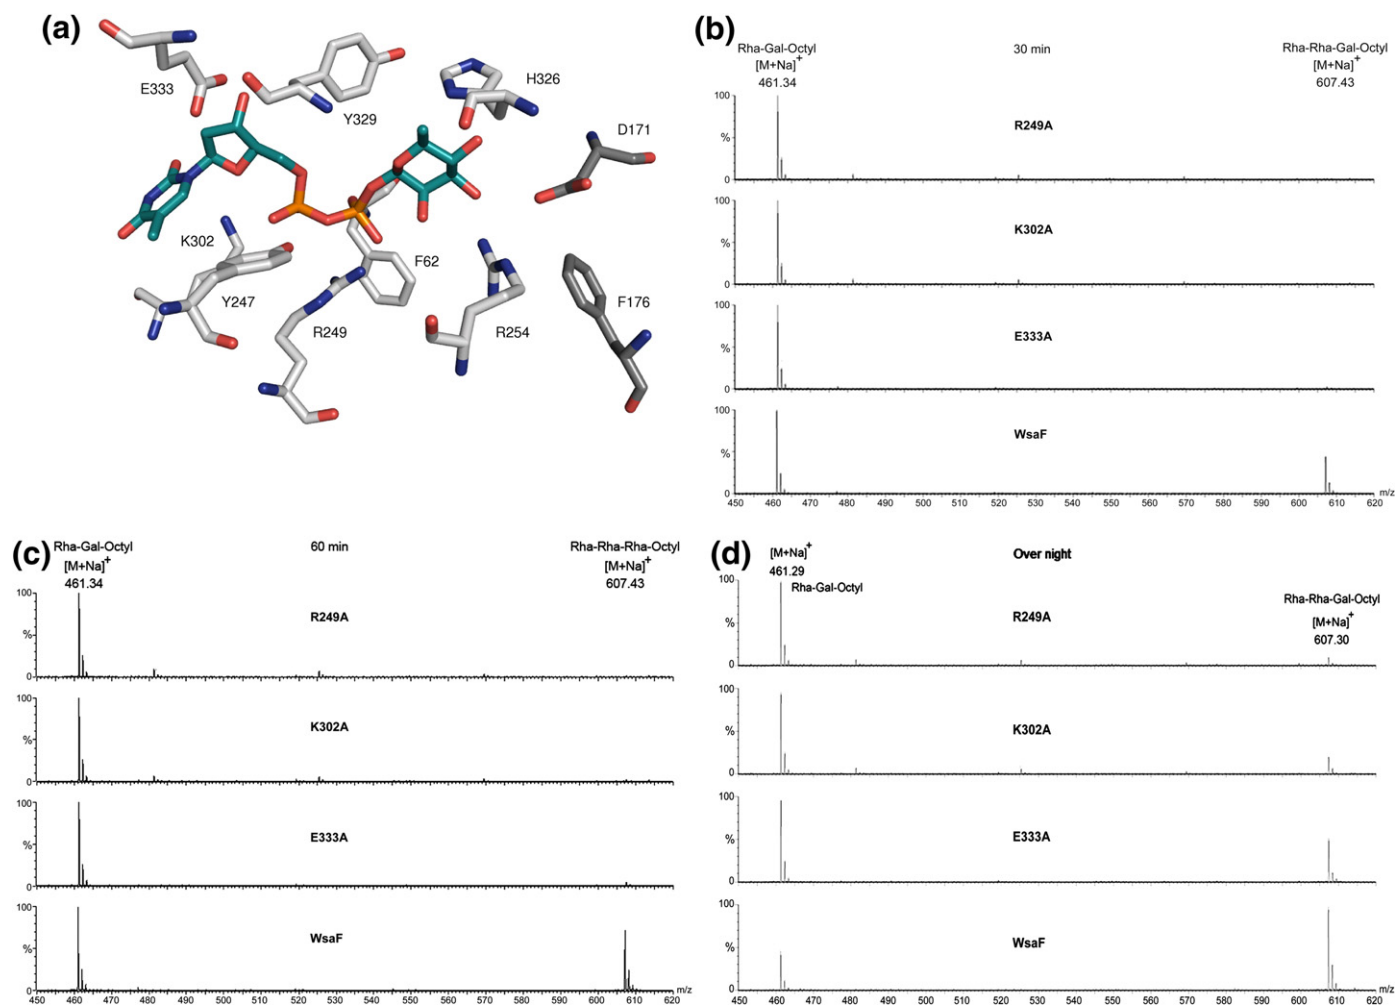 (a)
E333
Y329
H326
D171
K302
Y247
R249
F62
R254
F176
(b)
Rha-Gal-Octyl
[M+Na]+
461.34
30 min
Rha-Rha-Gal-Octyl
[M+Na]+
607.43
100
%
0
R249A
100
%
0
K302A
100
%
0
E333A
100
%
0
WsaF
450 460 470 480 490 500 510 520 530 540 550 560 570 580 590 600 610 620 m/z
(c)
Rha-Gal-Octyl
[M+Na]+
461.34
60 min
Rha-Rha-Rha-Octyl
[M+Na]+
607.43
100
%
0
R249A
100
%
0
K302A
100
%
0
E333A
100
%
0
WsaF
450 460 470 480 490 500 510 520 530 540 550 560 570 580 590 600 610 620 m/z
(d)
[M+Na]+
461.29
Rha-Gal-Octyl
Over night
Rha-Rha-Gal-Octyl
[M+Na]+
607.30
100
%
0
R249A
100
%
0
K302A
100
%
0
E333A
100
%
0
WsaF
450 460 470 480 490 500 510 520 530 540 550 560 570 580 590 600 610 620 m/z